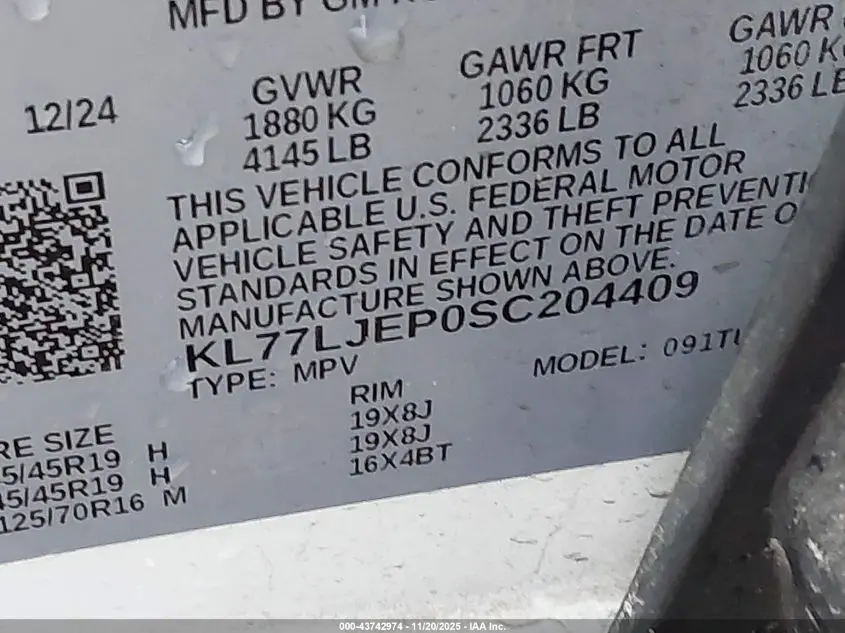 MFD BY GM
12/24
GVWR
1880 KG
4145 LB
GAWR FRT
1060 KG
2336 LB
GAWR
1060 K
2336 LB
THIS VEHICLE CONFORMS TO ALL
APPLICABLE U.S. FEDERAL MOTOR
VEHICLE SAFETY AND THEFT PREVENTI
STANDARDS IN EFFECT ON THE DATE O
MANUFACTURE SHOWN ABOVE.
KL77LJEP0SC204409
TYPE: MPV
MODEL: 091TU
RE SIZE
5/45R19 H
45/45R19 H
125/70R16 M
RIM
19X8J
19X8J
16X4BT
000-43742974 - 11/20/2025 - IAA Inc.